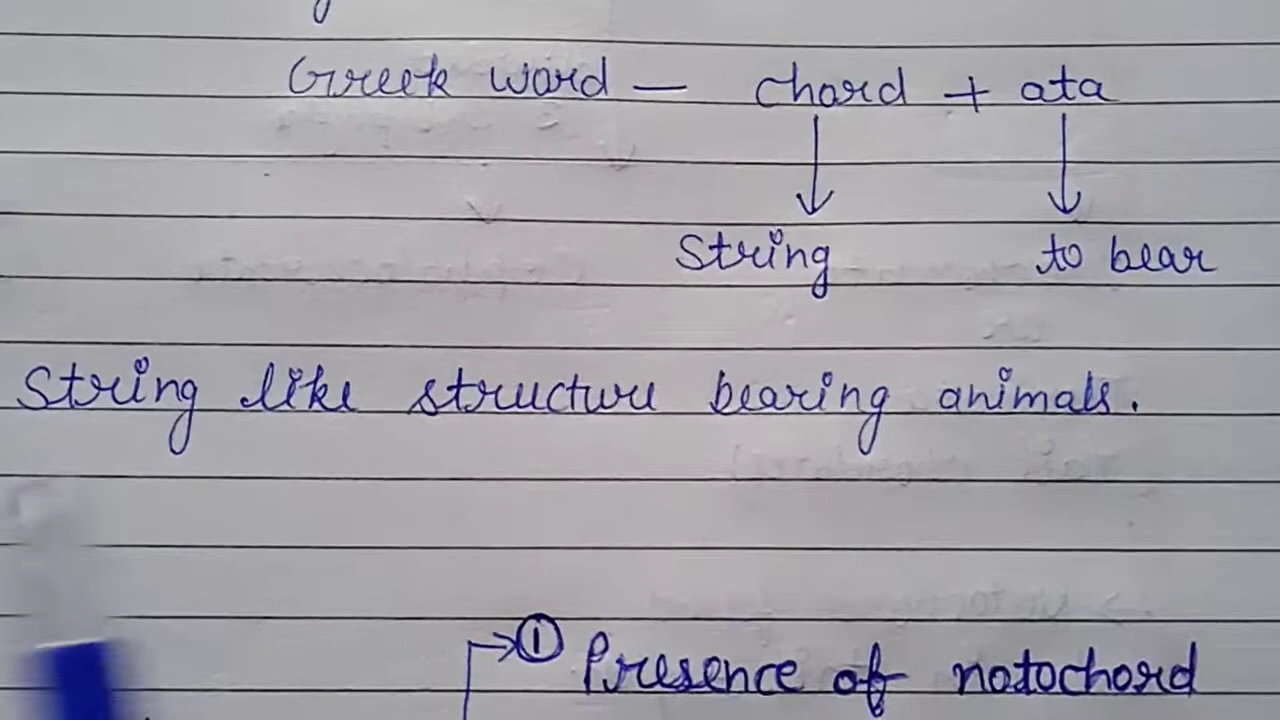 Greek word — chord + ata
String to bear
String like structure bearing animals.
→① Presence of notochord